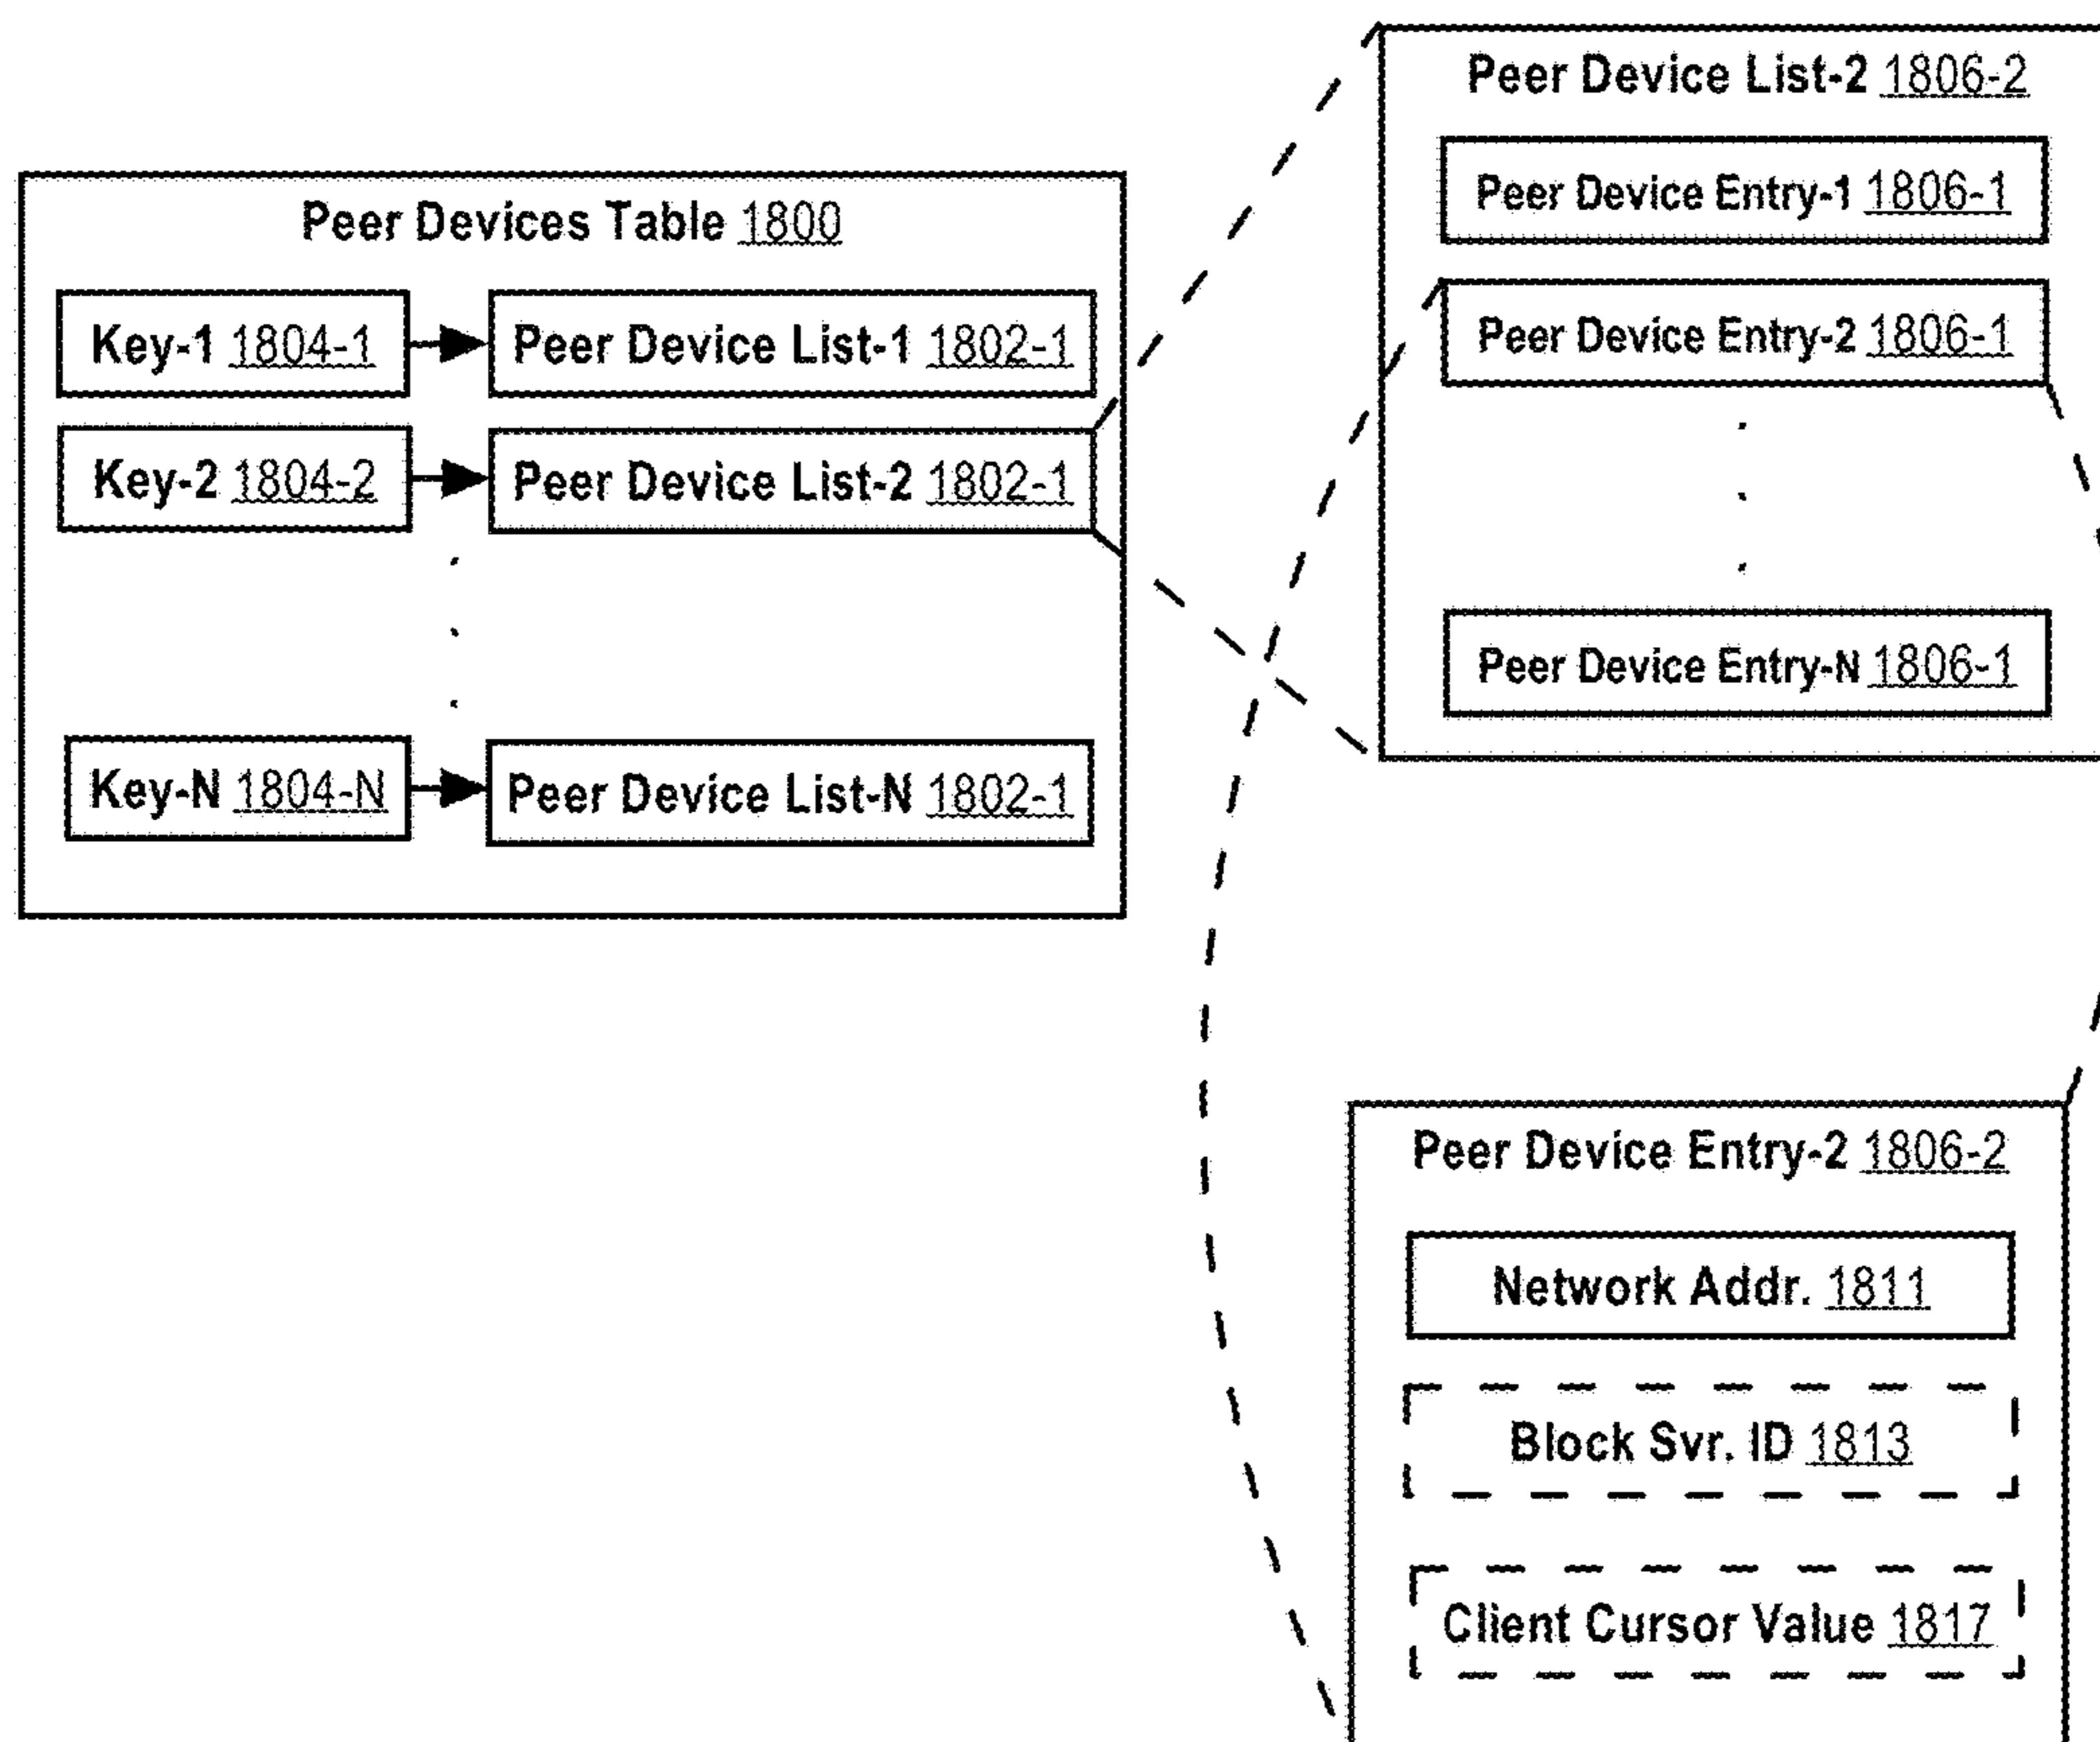 Peer Devices Table 1800
Key-1 1804-1
Peer Device List-1 1802-1
Key-2 1804-2
Peer Device List-2 1802-1
Key-N 1804-N
Peer Device List-N 1802-1
Peer Device List-2 1806-2
Peer Device Entry-1 1806-1
Peer Device Entry-2 1806-1
Peer Device Entry-N 1806-1
Peer Device Entry-2 1806-2
Network Addr. 1811
Block Svr. ID 1813
Client Cursor Value 1817